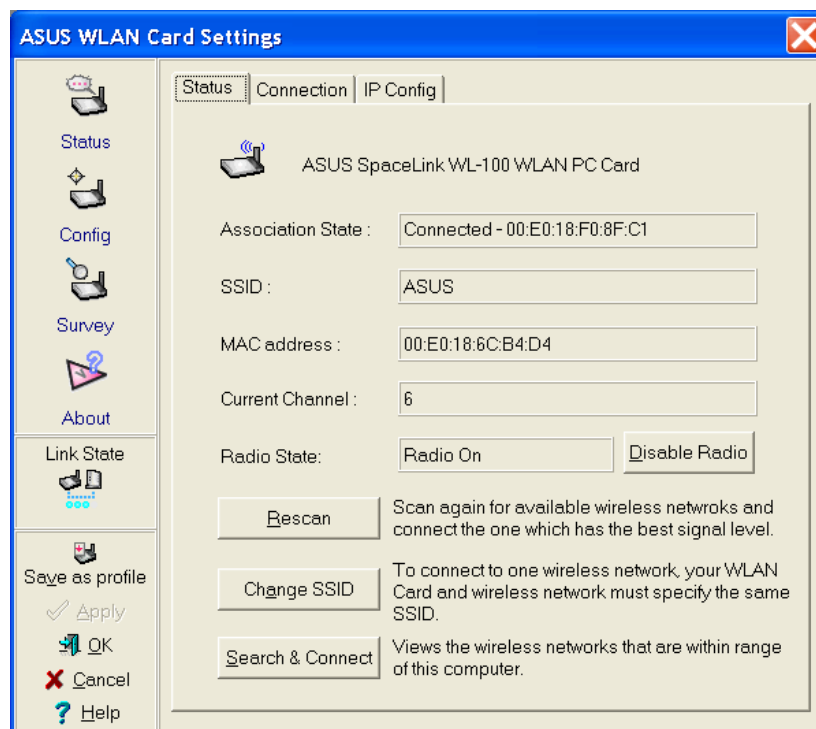 ASUS WLAN Card Settings
Status
Config
Survey
About
Link State
Save as profile
Apply
OK
Cancel
Help
Status Connection IP Config
ASUS SpaceLink WL-100 WLAN PC Card
Association State : Connected - 00:E0:18:F0:8F:C1
SSID : ASUS
MAC address : 00:E0:18:6C:B4:D4
Current Channel : 6
Radio State: Radio On Disable Radio
Rescan
Scan again for available wireless netwroks and
connect the one which has the best signal level.
Change SSID
To connect to one wireless network, your WLAN
Card and wireless network must specify the same
SSID.
Search & Connect
Views the wireless networks that are within range
of this computer.